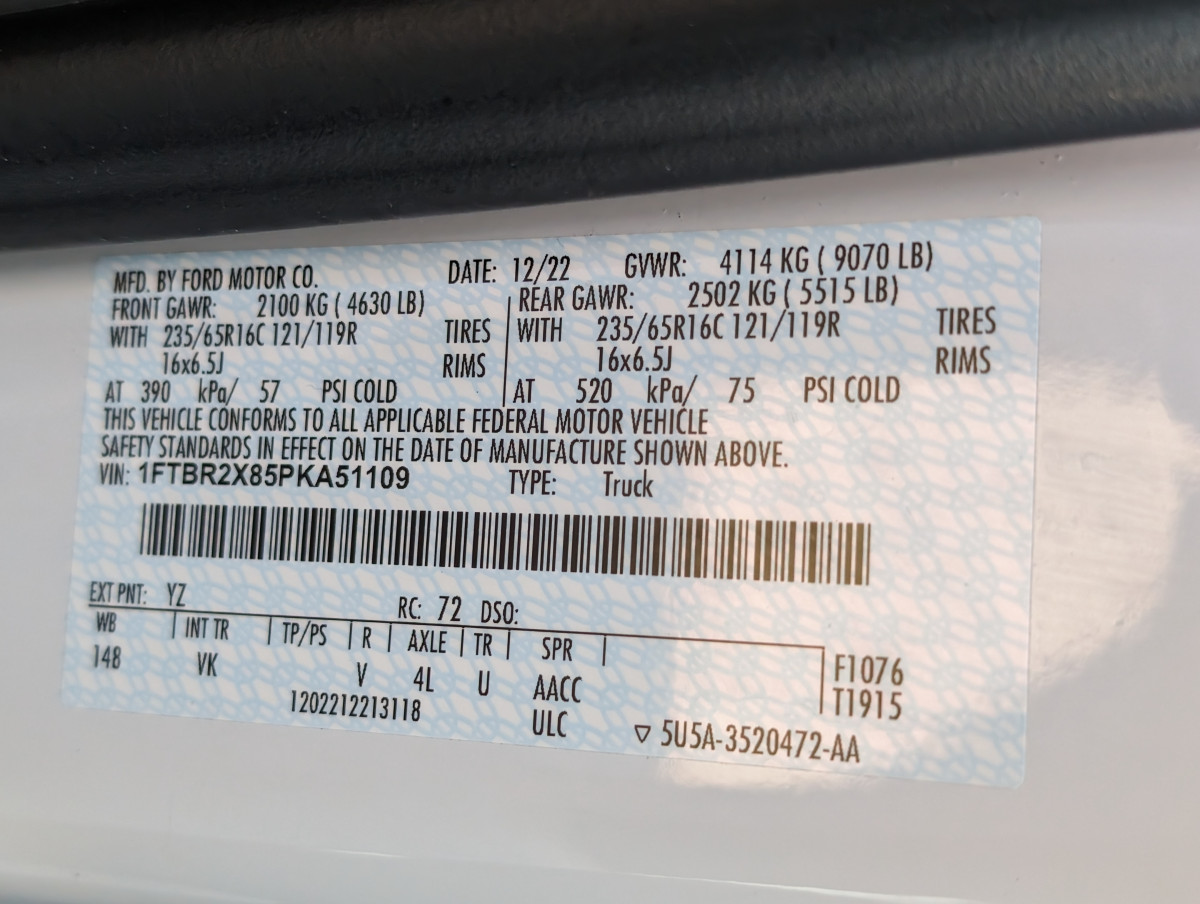 MFD. BY FORD MOTOR CO. DATE: 12/22 GVWR: 4114 KG ( 9070 LB)
FRONT GAWR: 2100 KG ( 4630 LB) REAR GAWR: 2502 KG ( 5515 LB)
WITH 235/65R16C 121/119R TIRES WITH 235/65R16C 121/119R TIRES
16x6.5J RIMS 16x6.5J RIMS
AT 390 kPa/ 57 PSI COLD AT 520 kPa/ 75 PSI COLD
THIS VEHICLE CONFORMS TO ALL APPLICABLE FEDERAL MOTOR VEHICLE
SAFETY STANDARDS IN EFFECT ON THE DATE OF MANUFACTURE SHOWN ABOVE.
VIN: 1FTBR2X85PKA51109 TYPE: Truck
EXT PNT: YZ RC: 72 DSO:
WB INT TR TP/PS R AXLE TR SPR
148 VK V 4L U AACC F1076
1202212213118 ULC T1915
▽ 5U5A-3520472-AA